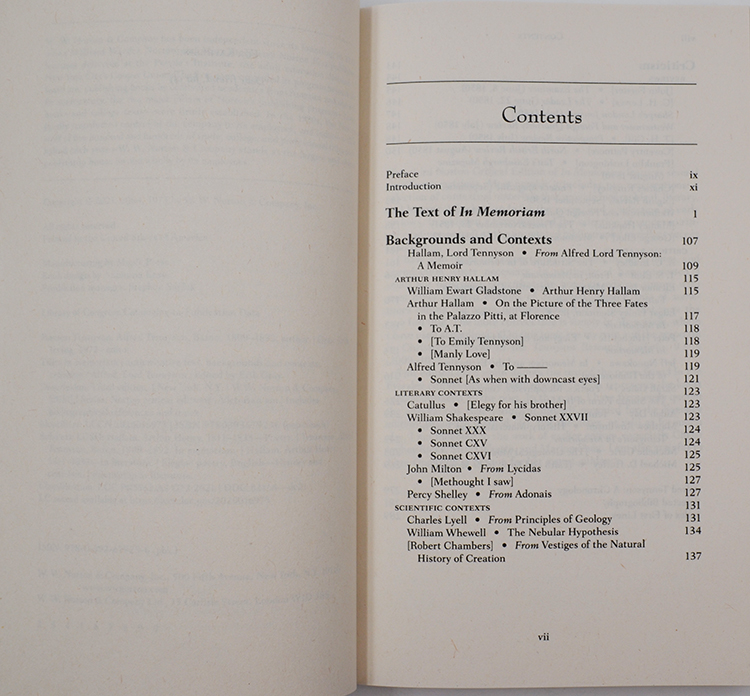 Contents
Preface ix
Introduction xi
The Text of In Memoriam 1
Backgrounds and Contexts 107
Hallam, Lord Tennyson • From Alfred Lord Tennyson:
A Memoir 109
ARTHUR HENRY HALLAM 115
William Ewart Gladstone • Arthur Henry Hallam 115
Arthur Hallam • On the Picture of the Three Fates
in the Palazzo Pitti, at Florence 117
• To A.T. 118
• [To Emily Tennyson] 118
• [Manly Love] 119
Alfred Tennyson • To —— 119
• Sonnet [As when with downcast eyes] 121
LITERARY CONTEXTS 123
Catullus • [Elegy for his brother] 123
William Shakespeare • Sonnet XXVII 123
• Sonnet XXX 124
• Sonnet CXV 124
• Sonnet CXVI 125
John Milton • From Lycidas 125
• [Methought I saw] 127
Percy Shelley • From Adonais 127
SCIENTIFIC CONTEXTS 131
Charles Lyell • From Principles of Geology 131
William Whewell • The Nebular Hypothesis 134
[Robert Chambers] • From Vestiges of the Natural
History of Creation 137
vii